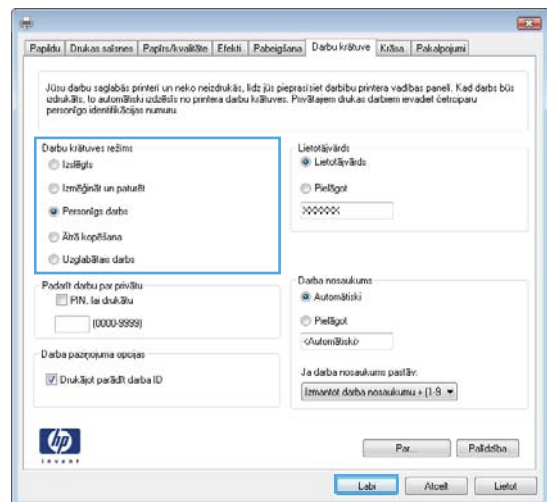 Papildu Drukas saīsnes Papīrs/kvalitāte Efekti Pabeigšana Darbu krātuve Krāsa Pakalpojumi
Jūsu darbu saglabās printerī un neko neizdrukās, līdz jūs pieprasīsiet darbību printera vadības panelī. Kad darbs būs
izdrukāts, to automātiski izdzēsīs no printera darbu krātuves. Privātajiem drukas darbiem ievadiet četrciparu
personīgo identifikācijas numuru.
Darbu krātuves režīms
Izslēgts
Izmēģināt un paturēt
Personīgs darbs
Ātrā kopēšana
Uzglabātais darbs
Lietotājvārds
Lietotājvārds
Pielāgot
XXXXXX
Padarīt darbu par privātu
PIN, lai drukātu
(0000-9999)
Darba nosaukums
Automātiski
Pielāgot
<Automātisko>
Darba paziņojuma opcijas
Drukājot parādīt darba ID
Ja darba nosaukums pastāv:
Izmantot darba nosaukumu + (1-9
hp
invent
Par... Palīdzība
Labi Atcelt Lietot